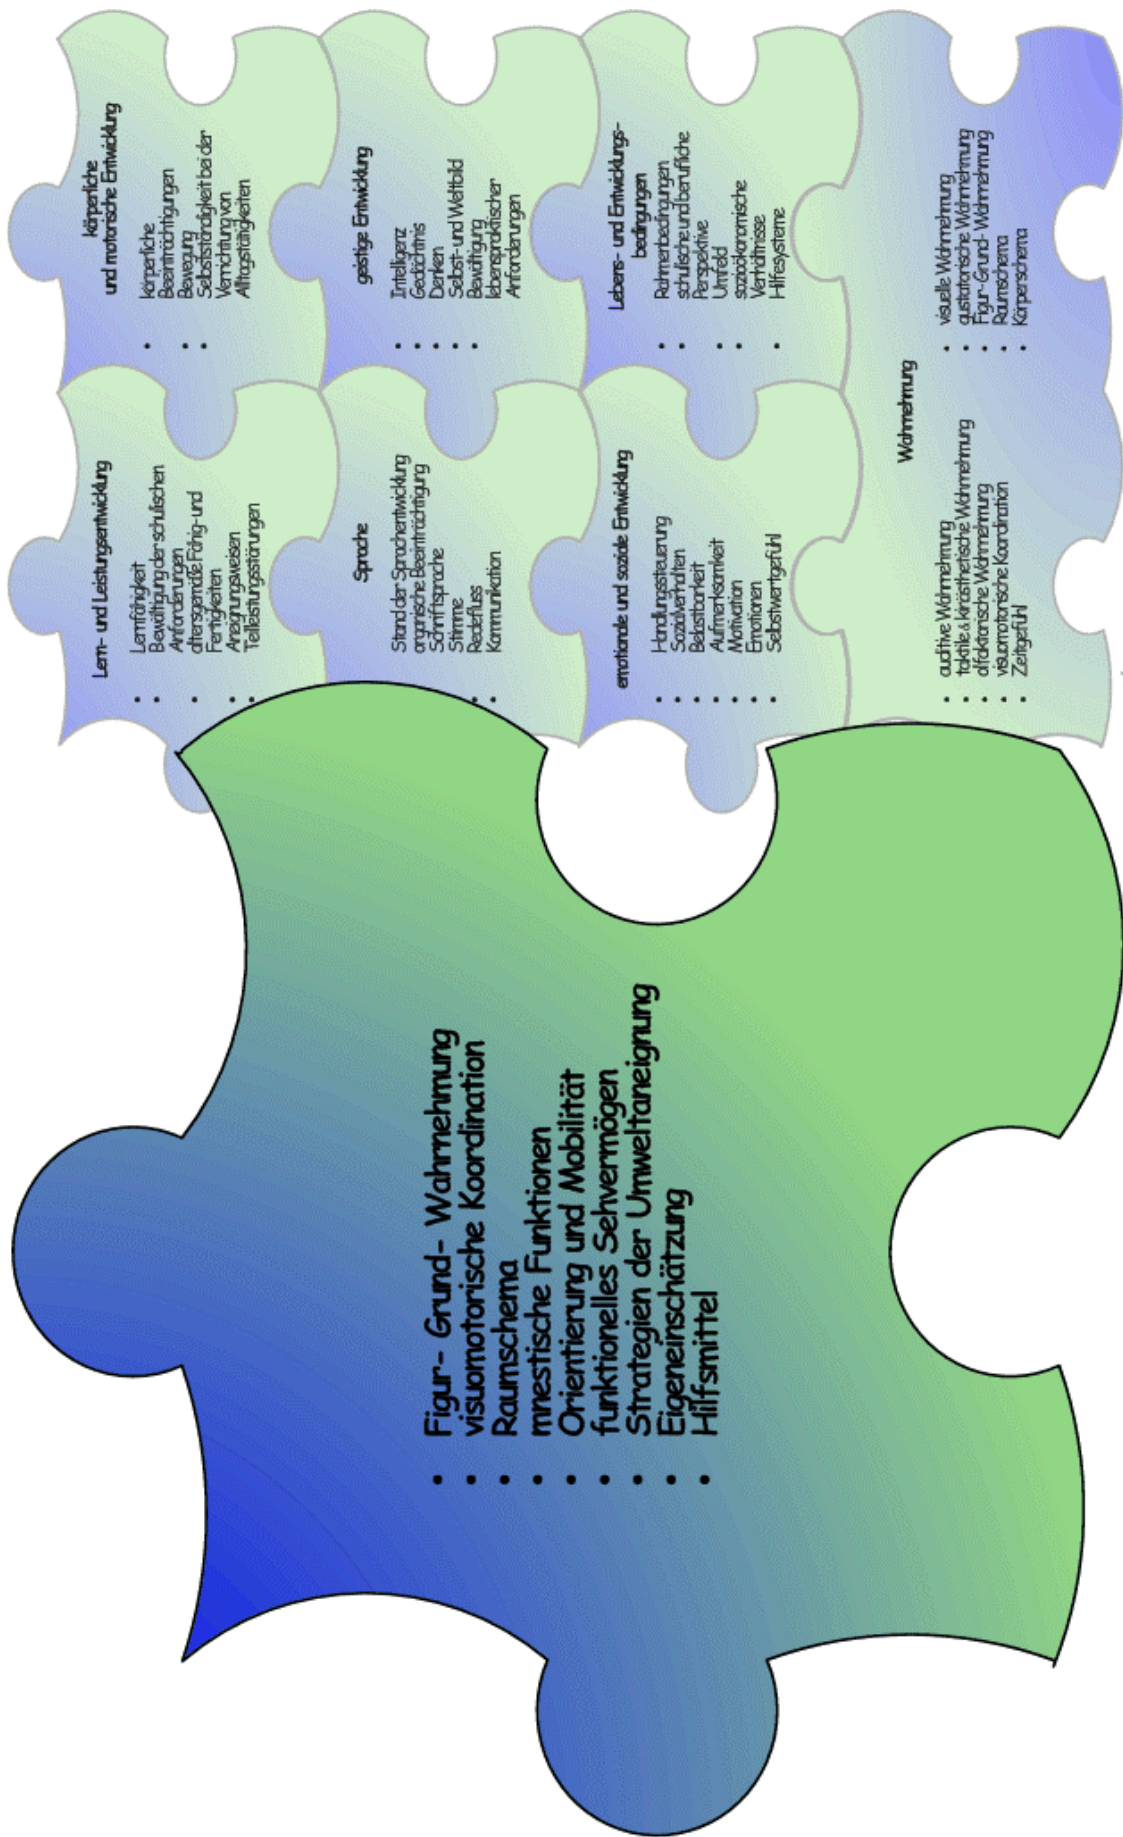 Figur- Grund- Wahrnehmung
visuomotorische Koordination
Raumschema
mnestische Funktionen
Orientierung und Mobilität
funktionelles Sehvermögen
Strategien der Umweltaneignung
Eigeneinschätzung
Hilfsmittel
Lern- und Leistungsentwicklung
Lernfähigkeit
Bewältigung der schulischen
Anforderungen
altersgemäße Fähig- und
Fertigkeiten
Aneignungsweisen
Teilleistungsstörungen
körperliche
und motorische Entwicklung
körperliche
Beeinträchtigungen
Bewegung
Selbstständigkeit bei der
Verrichtung von
Alltagstätigkeiten
Sprache
Stand der Sprachentwicklung
organische Beeinträchtigung
Schriftsprache
Stimme
Redefluss
Kommunikation
geistige Entwicklung
Intelligenz
Gedächtnis
Denken
Selbst- und Weltbild
Bewältigung
lebenspraktischer
Anforderungen
emotionale und soziale Entwicklung
Handlungssteuerung
Sozialverhalten
Belastbarkeit
Aufmerksamkeit
Motivation
Emotionen
Selbstwertgefühl
Lebens- und Entwicklungs-
bedingungen
Rahmenbedingungen
schulische und berufliche
Perspektive
Umfeld
sozioökonomische
Verhältnisse
Hilfesysteme
Wahrnehmung
auditive Wahrnehmung
taktile & kinästhetische Wahrnehmung
olfaktorische Wahrnehmung
visuomotorische Koordination
Zeitgefühl
visuelle Wahrnehmung
gustatorische Wahrnehmung
Figur- Grund- Wahrnehmung
Raumschema
Körperschema